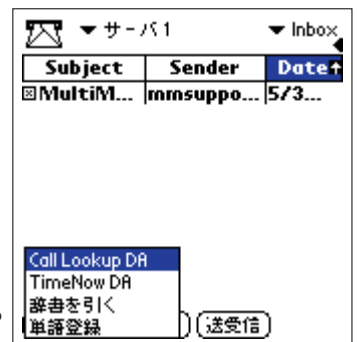 ▼ サーバ1 ▼ Inbox
Subject Sender Date
MultiM... mmsuppo... 5/3...
Call Lookup DA
TimeNow DA
辞書を引く
単語登録 送受信